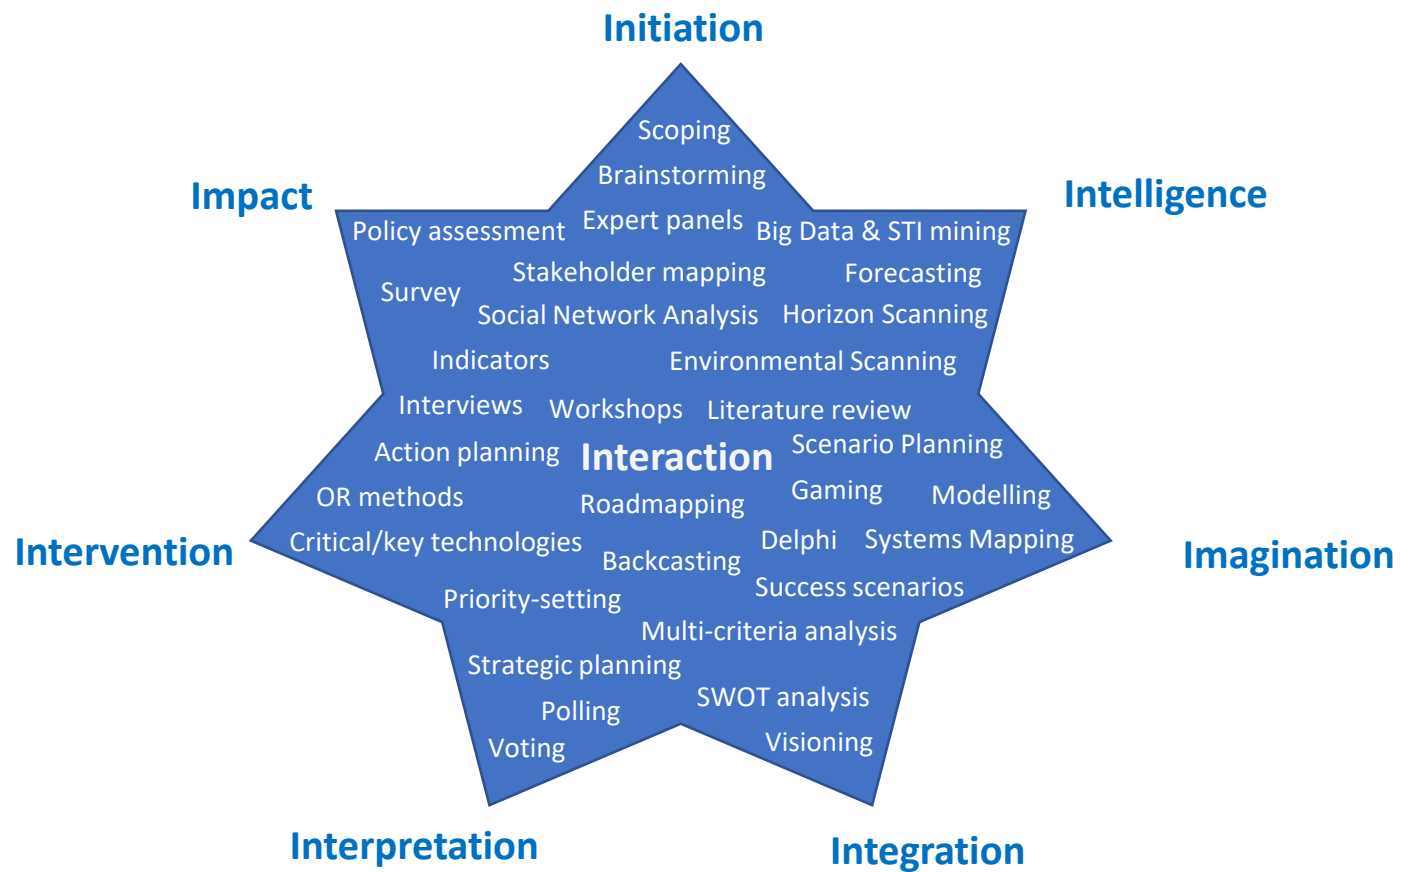 Initiation
Scoping
Brainstorming
Impact
Intelligence
Expert panels
Policy assessment
Big Data & STI mining
Stakeholder mapping
Forecasting
Survey
Social Network Analysis
Horizon Scanning
Indicators
Environmental Scanning
Interviews
Workshops
Literature review
Action planning
Interaction
Scenario Planning
OR methods
Roadmapping
Gaming
Modelling
Intervention
Critical/key technologies
Backcasting
Delphi
Systems Mapping
Imagination
Priority-setting
Success scenarios
Multi-criteria analysis
Strategic planning
SWOT analysis
Polling
Voting
Visioning
Interpretation
Integration